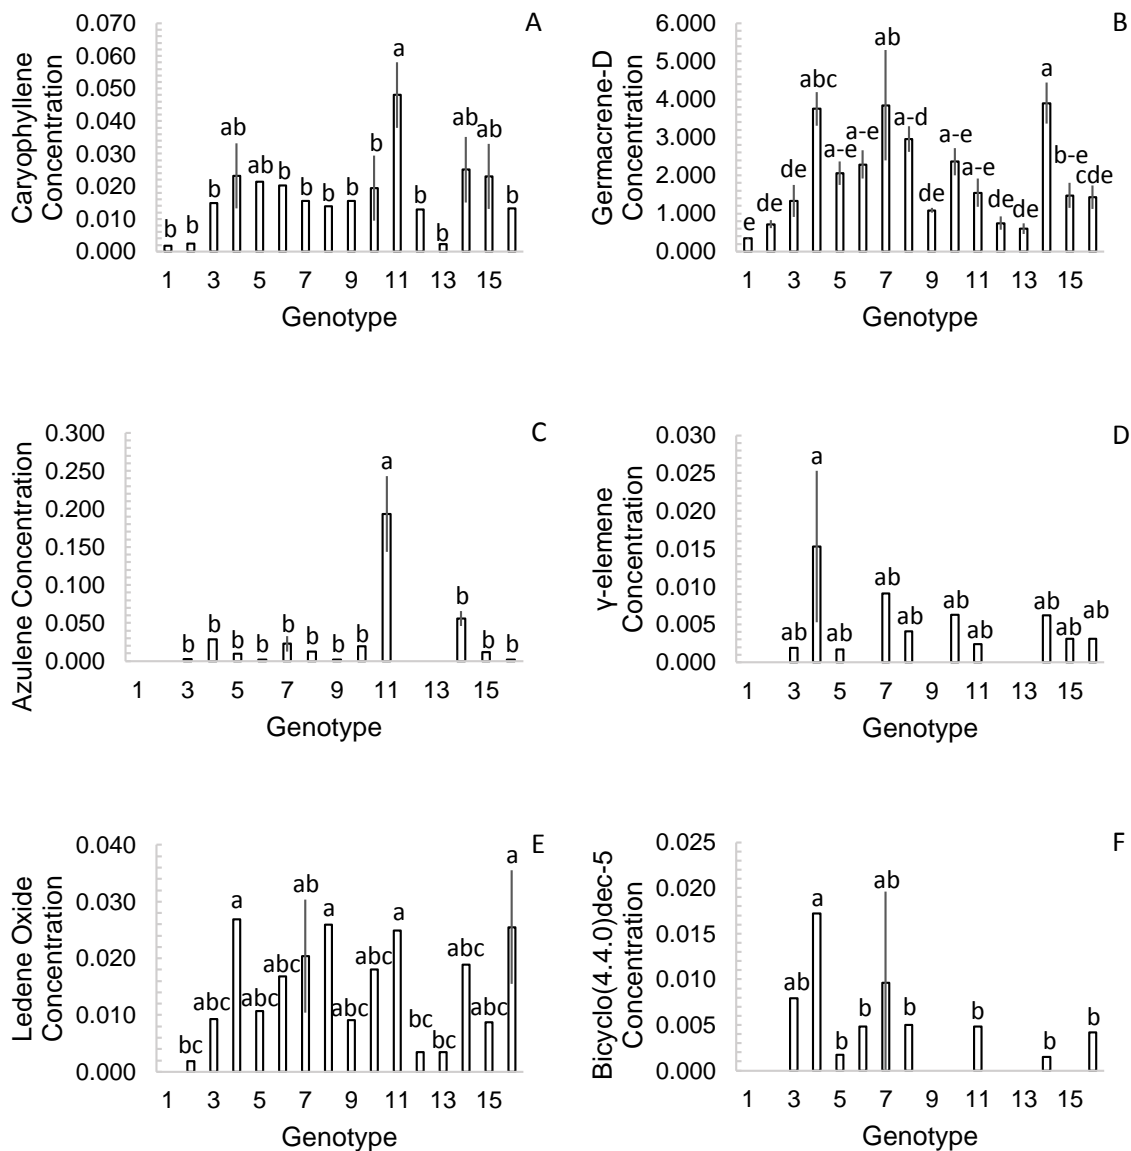 A
Caryophyllene
Concentration
0.070
0.060
0.050
0.040
0.030
0.020
0.010
0.000
b b b ab ab b b b b b a b b ab ab b
1 3 5 7 9 11 13 15
Genotype
B
Germacrene-D
Concentration
6.000
5.000
4.000
3.000
2.000
1.000
0.000
e de de abc a-e a-e ab a-d de a-e a-e de de a b-e cde
1 3 5 7 9 11 13 15
Genotype
C
Azulene Concentration
0.300
0.250
0.200
0.150
0.100
0.050
0.000
b b b b b b b b a b b b
1 3 5 7 9 11 13 15
Genotype
D
γ-elemene
Concentration
0.030
0.025
0.020
0.015
0.010
0.005
0.000
ab a ab ab ab ab ab ab ab ab
1 3 5 7 9 11 13 15
Genotype
E
Ledene Oxide
Concentration
0.040
0.030
0.020
0.010
0.000
bc abc a abc abc ab a abc abc a bc bc abc abc a
1 3 5 7 9 11 13 15
Genotype
F
Bicyclo(4.4.0)dec-5
Concentration
0.025
0.020
0.015
0.010
0.005
0.000
ab a b b ab b b b b
1 3 5 7 9 11 13 15
Genotype